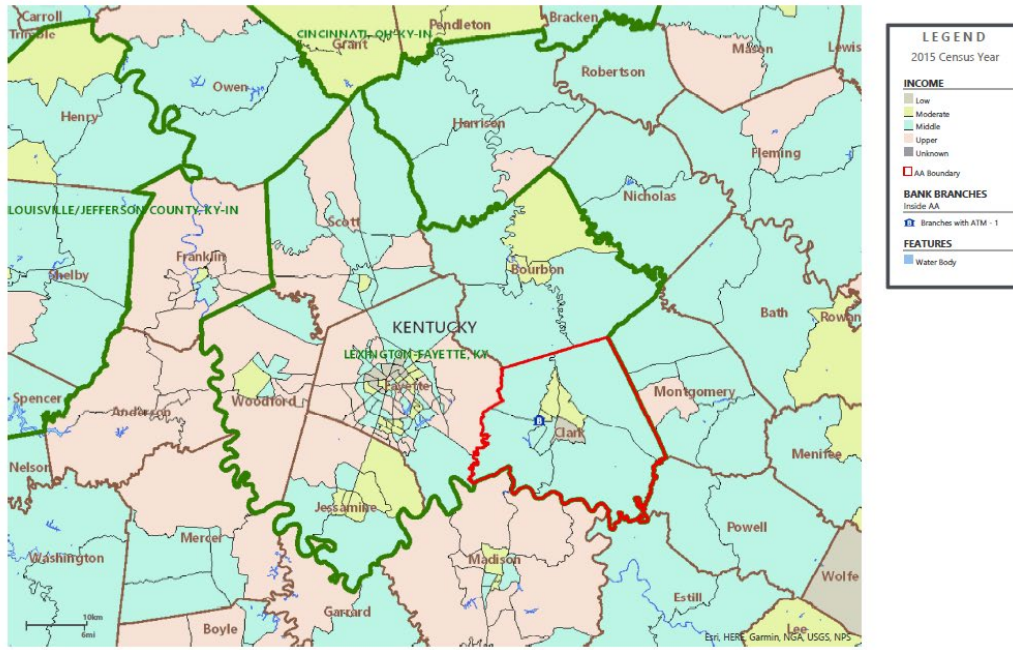 Carroll
Trimble
CINCINNATI, OH-KY-IN
Grant
Pendleton
Bracken
Mason
Lewis
Robertson
Owen
Henry
Harrison
Fleming
Nicholas
LOUISVILLE/JEFFERSON COUNTY, KY-IN
Scott
Franklin
Shelby
Bourbon
Bath
Rowan
KENTUCKY
LEXINGTON-FAYETTE, KY
Fayette
Woodford
Montgomery
Spencer
Anderson
Clark
Menifee
Nelson
Jessamine
Powell
Mercer
Washington
Madison
Wolfe
Estill
Garrard
Boyle
Lee
10km
6mi
Esri, HERE, Garmin, NGA, USGS, NPS
LEGEND
2015 Census Year
INCOME
Low
Moderate
Middle
Upper
Unknown
AA Boundary
BANK BRANCHES
Inside AA
Branches with ATM - 1
FEATURES
Water Body